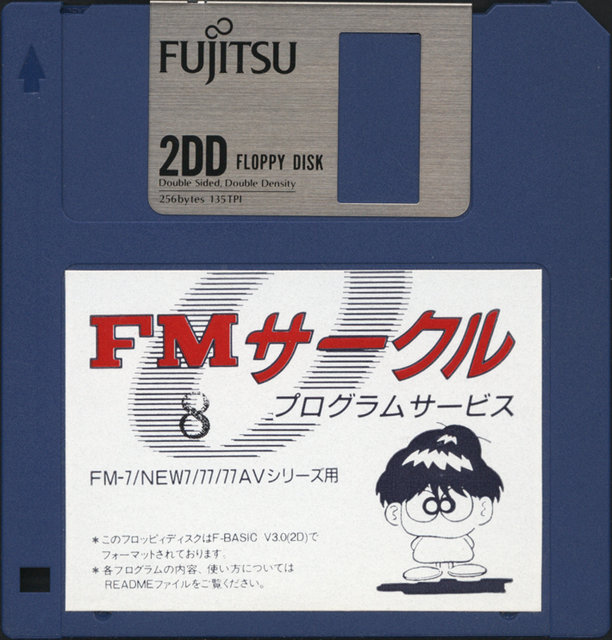 FUJITSU
2DD FLOPPY DISK
Double Sided, Double Density
256bytes 135TPI
FMサークル
8
プログラムサービス
FM-7/NEW7/77/77AVシリーズ用
＊このフロッピィディスクはF-BASIC V3.0(2D)で
フォーマットされております.
＊各プログラムの内容、使い方については
READMEファイルをご覧ください。